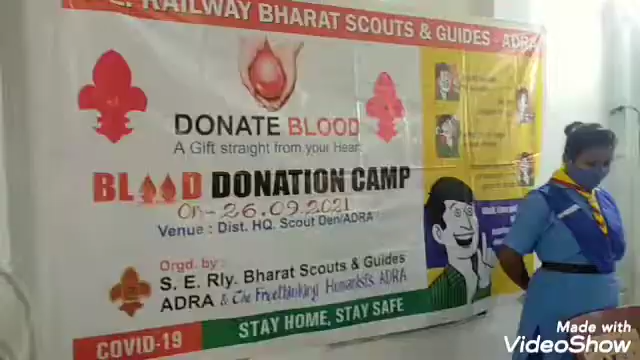 E. RAILWAY BHARAT SCOUTS & GUIDES - ADRA
DONATE BLOOD
A Gift straight from your Heart
BLOOD DONATION CAMP
On - 26.09.2021
Venue : Dist. HQ. Scout Den/ADRA
Orgd. by :
S. E. Rly. Bharat Scouts & Guides
ADRA & The Freethinking Humanists, ADRA
COVID-19
STAY HOME, STAY SAFE
Made with
VideoShow